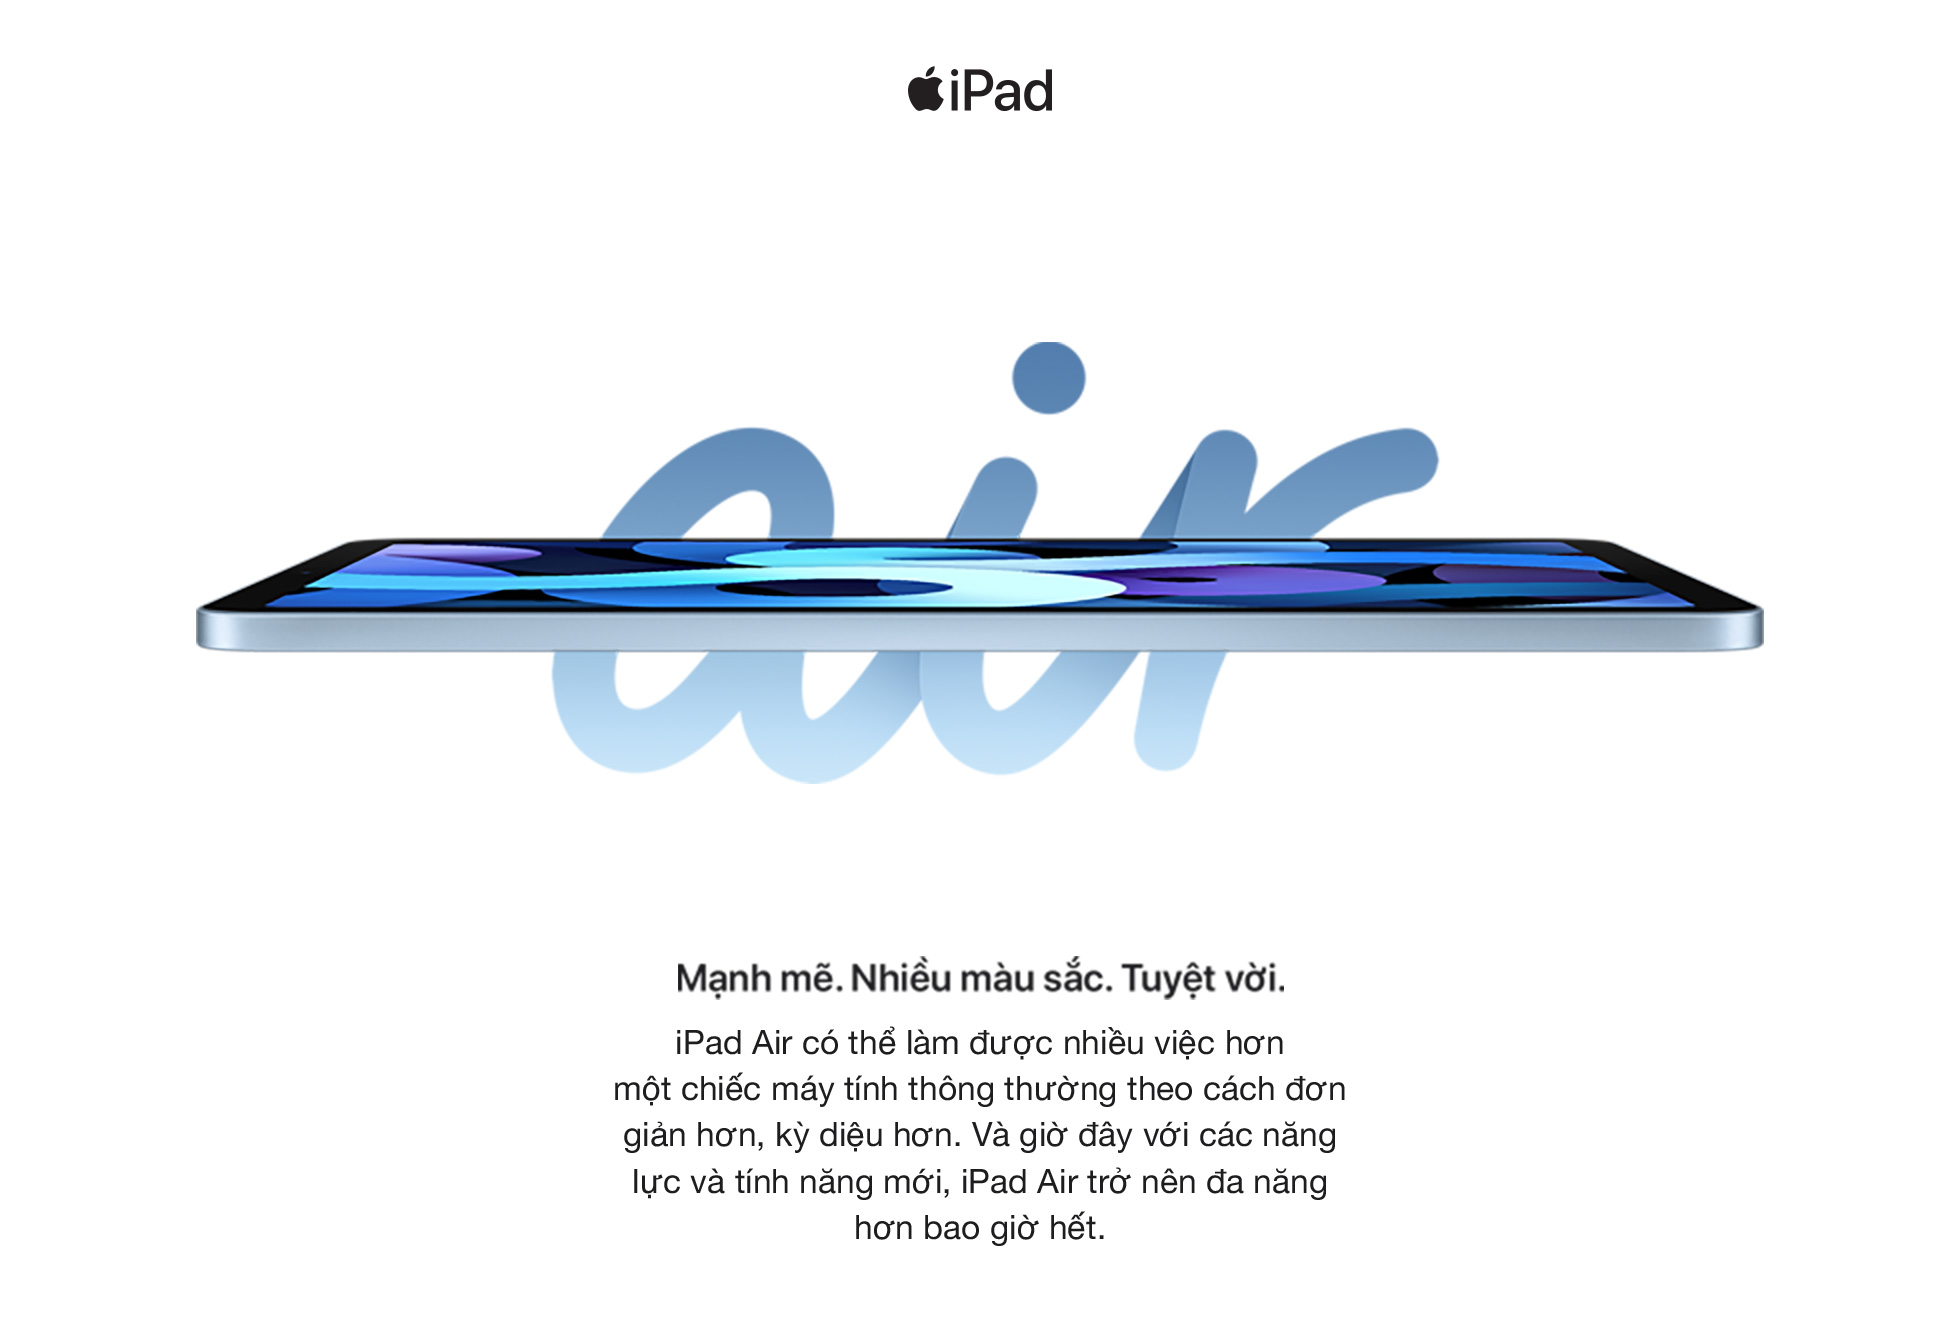 iPad
air
Mạnh mẽ. Nhiều màu sắc. Tuyệt vời.
iPad Air có thể làm được nhiều việc hơn
một chiếc máy tính thông thường theo cách đơn
giản hơn, kỳ diệu hơn. Và giờ đây với các năng
lực và tính năng mới, iPad Air trở nên đa năng
hơn bao giờ hết.